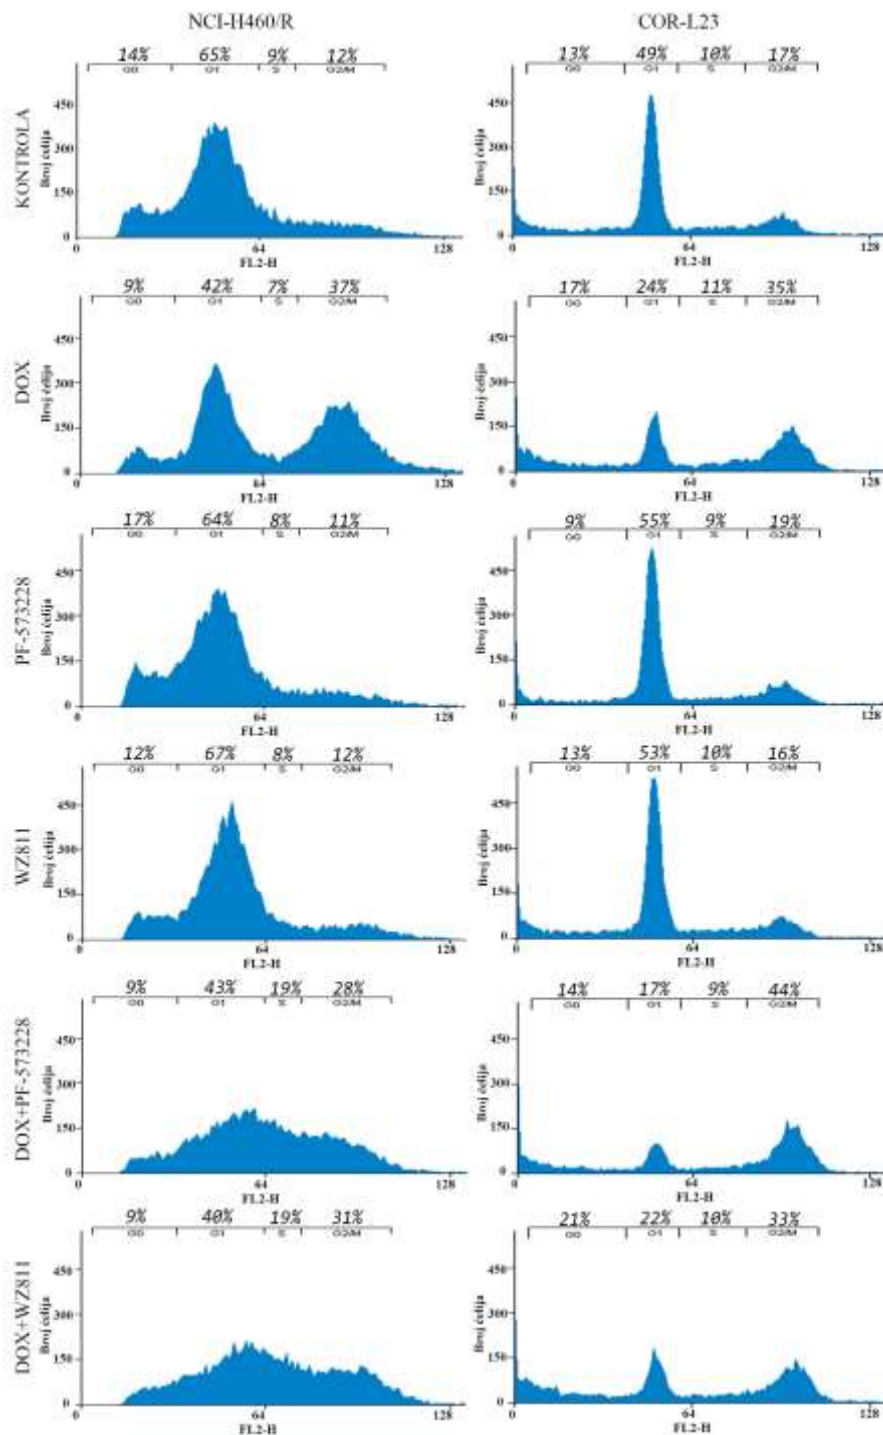 NCI-H460/R COR-L23
KONTROLA
14% 65% 9% 12%
G0 G1 S G2/M
Broj ćelija
450
300
150
0
0 64 128
FL2-H
13% 49% 10% 17%
G0 G1 S G2/M
Broj ćelija
450
300
150
0
0 64 128
FL2-H
DOX
9% 42% 7% 37%
G0 G1 S G2/M
Broj ćelija
450
300
150
0
0 64 128
FL2-H
17% 24% 11% 35%
G0 G1 S G2/M
Broj ćelija
450
300
150
0
0 64 128
FL2-H
PF-573228
17% 64% 8% 11%
G0 G1 S G2/M
Broj ćelija
450
300
150
0
0 64 128
FL2-H
9% 55% 9% 19%
G0 G1 S G2/M
Broj ćelija
450
300
150
0
0 64 128
FL2-H
WZ811
12% 67% 8% 12%
G0 G1 S G2/M
Broj ćelija
450
300
150
0
0 64 128
FL2-H
13% 53% 10% 16%
G0 G1 S G2/M
Broj ćelija
450
300
150
0
0 64 128
FL2-H
DOX+PF-573228
9% 43% 19% 28%
G0 G1 S G2/M
Broj ćelija
450
300
150
0
0 64 128
FL2-H
14% 17% 9% 44%
G0 G1 S G2/M
Broj ćelija
450
300
150
0
0 64 128
FL2-H
DOX+WZ811
9% 40% 19% 31%
G0 G1 S G2/M
Broj ćelija
450
300
150
0
0 64 128
FL2-H
21% 22% 10% 33%
G0 G1 S G2/M
Broj ćelija
450
300
150
0
0 64 128
FL2-H